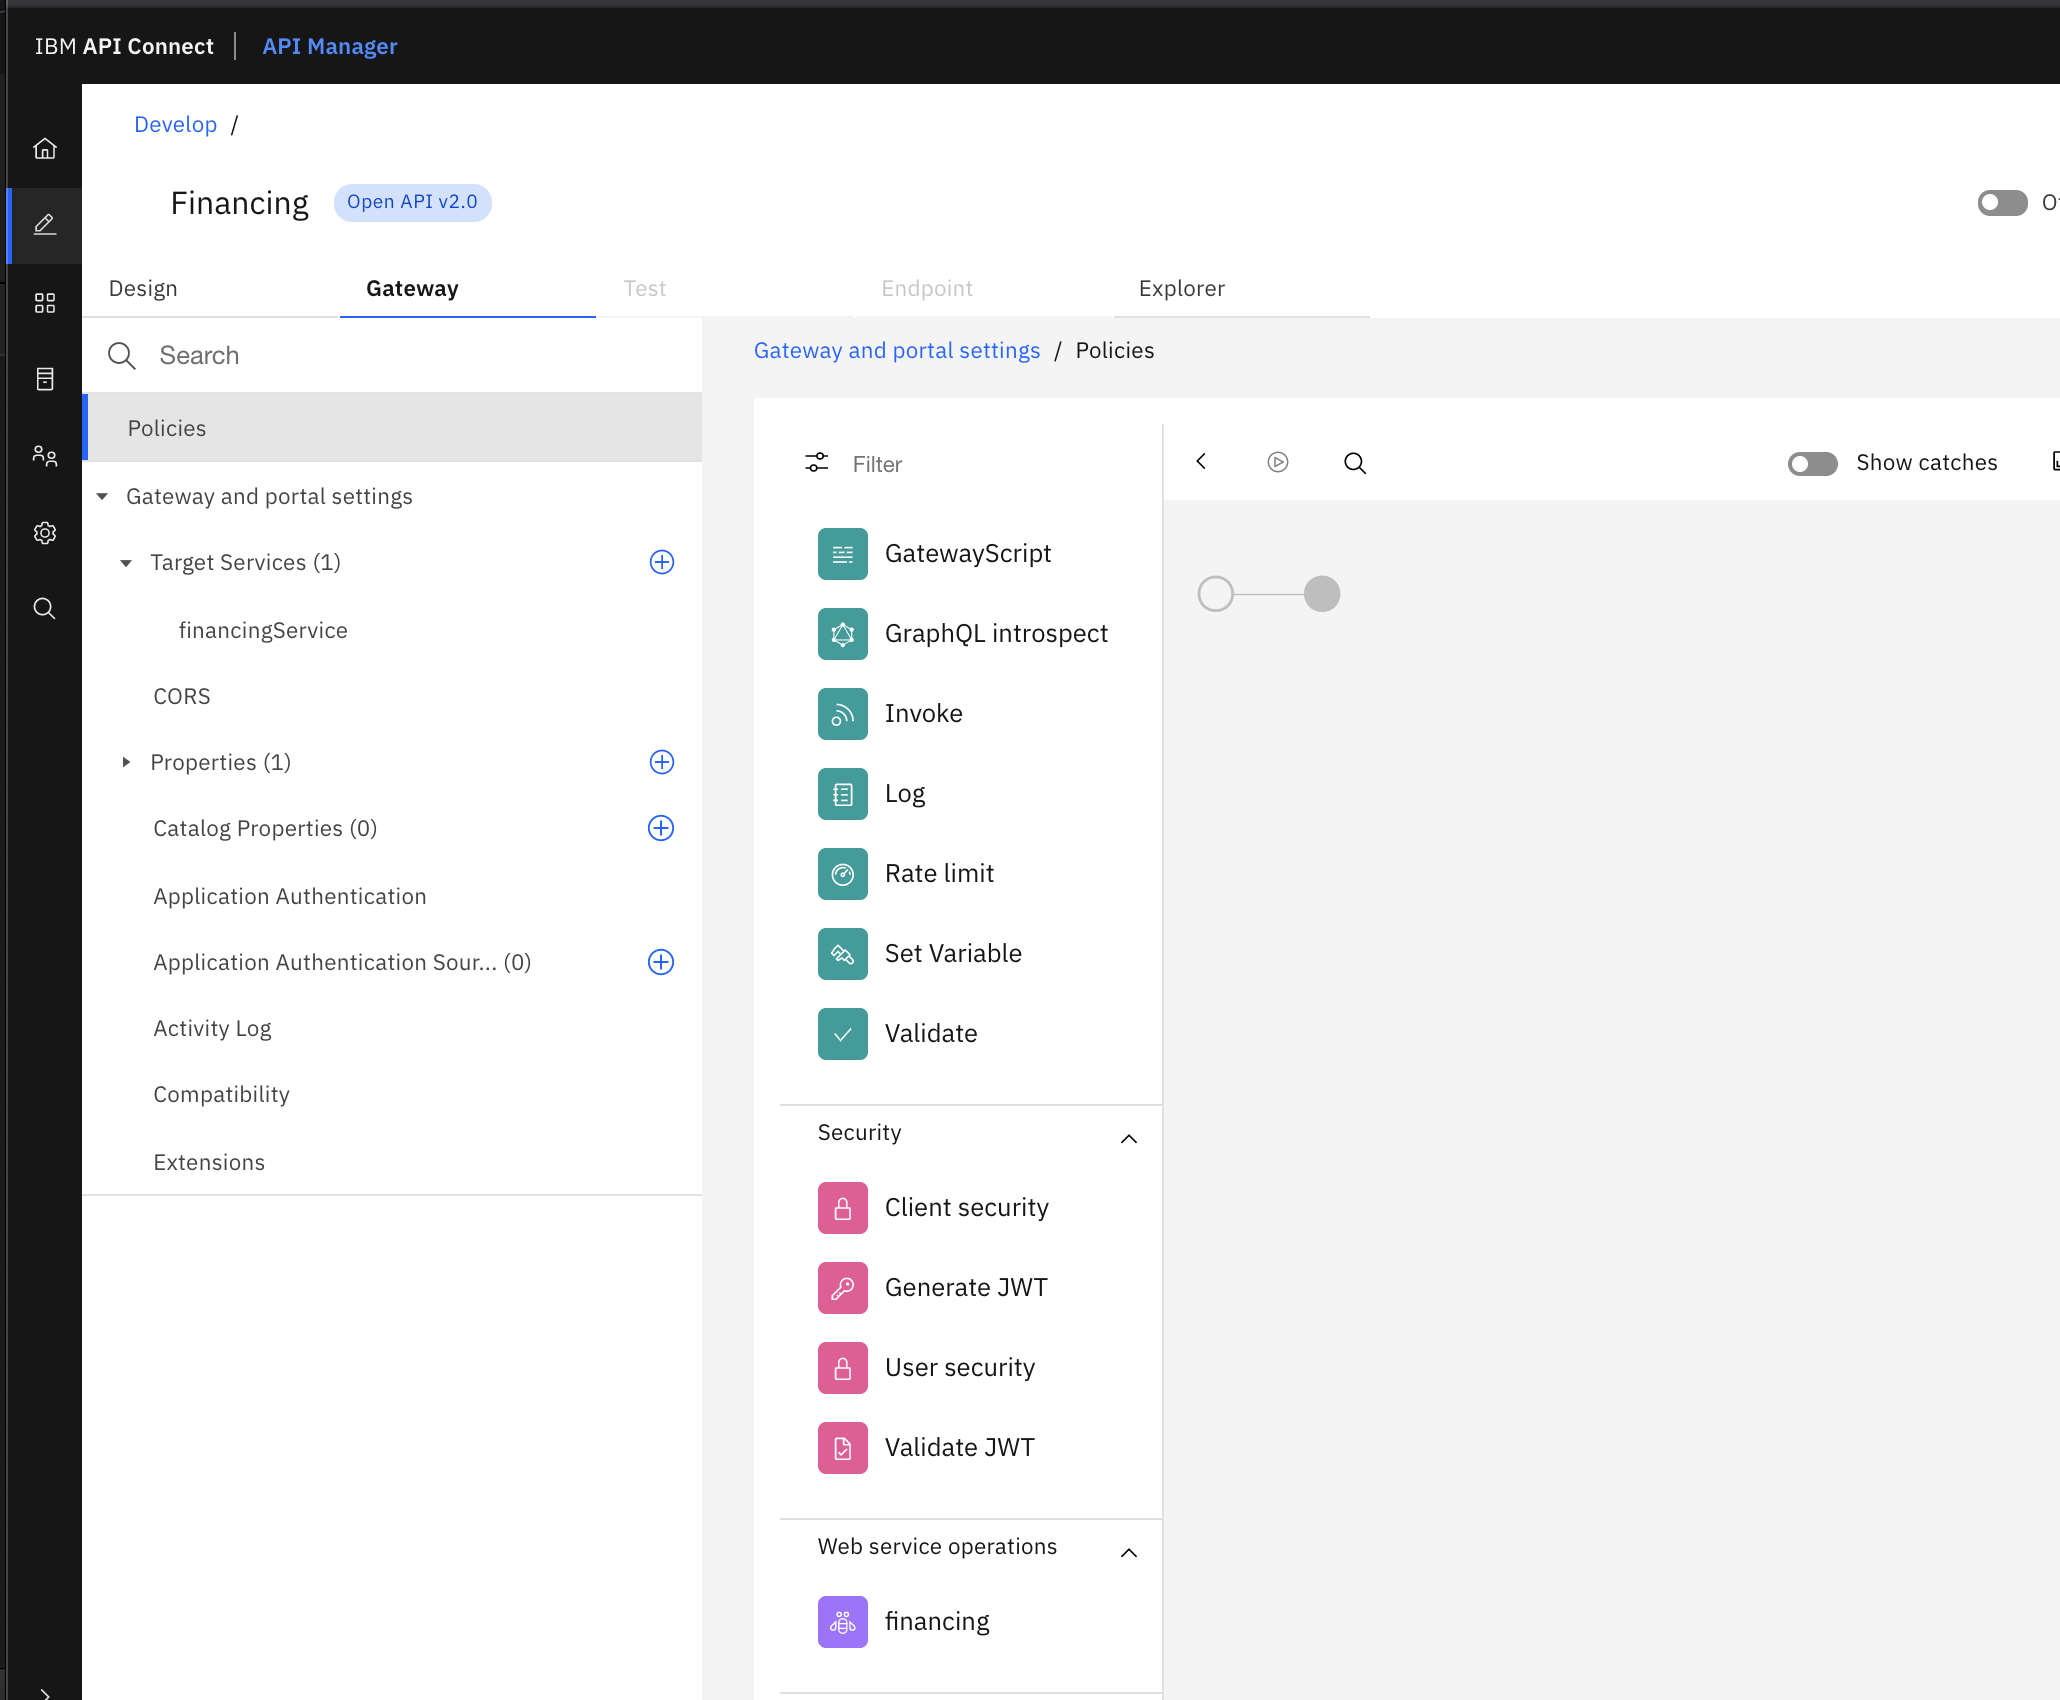 IBM API Connect | API Manager
Develop /
Financing Open API v2.0
Design Gateway Test Endpoint Explorer
Search
Policies
Gateway and portal settings
Target Services (1)
financingService
CORS
Properties (1)
Catalog Properties (0)
Application Authentication
Application Authentication Sour... (0)
Activity Log
Compatibility
Extensions
Gateway and portal settings / Policies
Filter
GatewayScript
GraphQL introspect
Invoke
Log
Rate limit
Set Variable
Validate
Security
Client security
Generate JWT
User security
Validate JWT
Web service operations
financing
Show catches